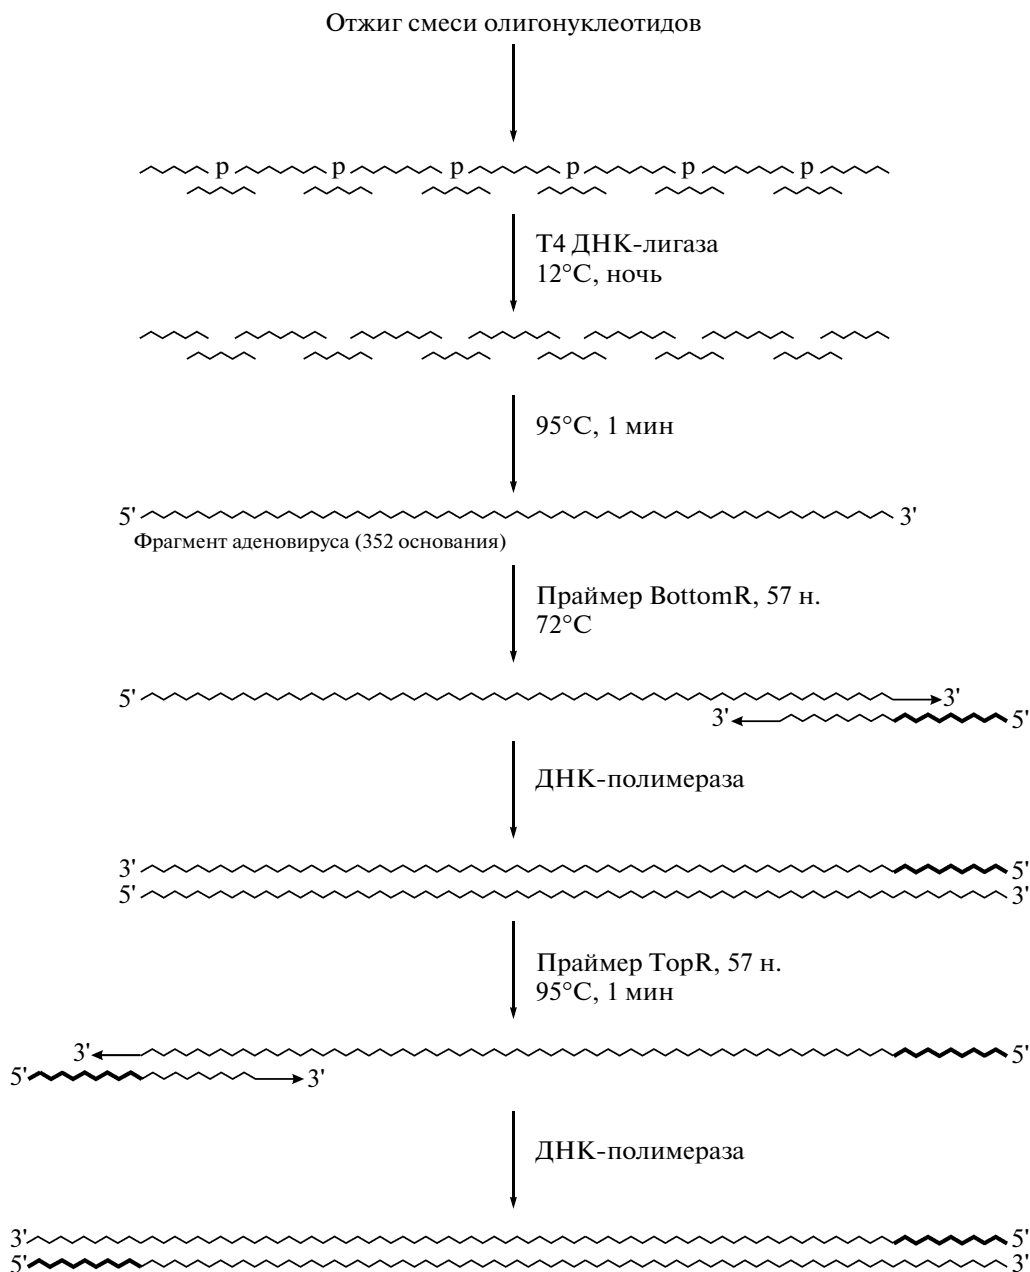 Отжиг смеси олигонуклеотидов
р р р р р р
Т4 ДНК-лигаза
12°C, ночь
95°C, 1 мин
5' 3'
Фрагмент аденовируса (352 основания)
Праймер BottomR, 57 н.
72°C
5' 3'
3' 5'
ДНК-полимераза
3' 5'
5' 3'
Праймер TopR, 57 н.
95°C, 1 мин
3' 5'
5' 3'
ДНК-полимераза
3' 5'
5' 3'